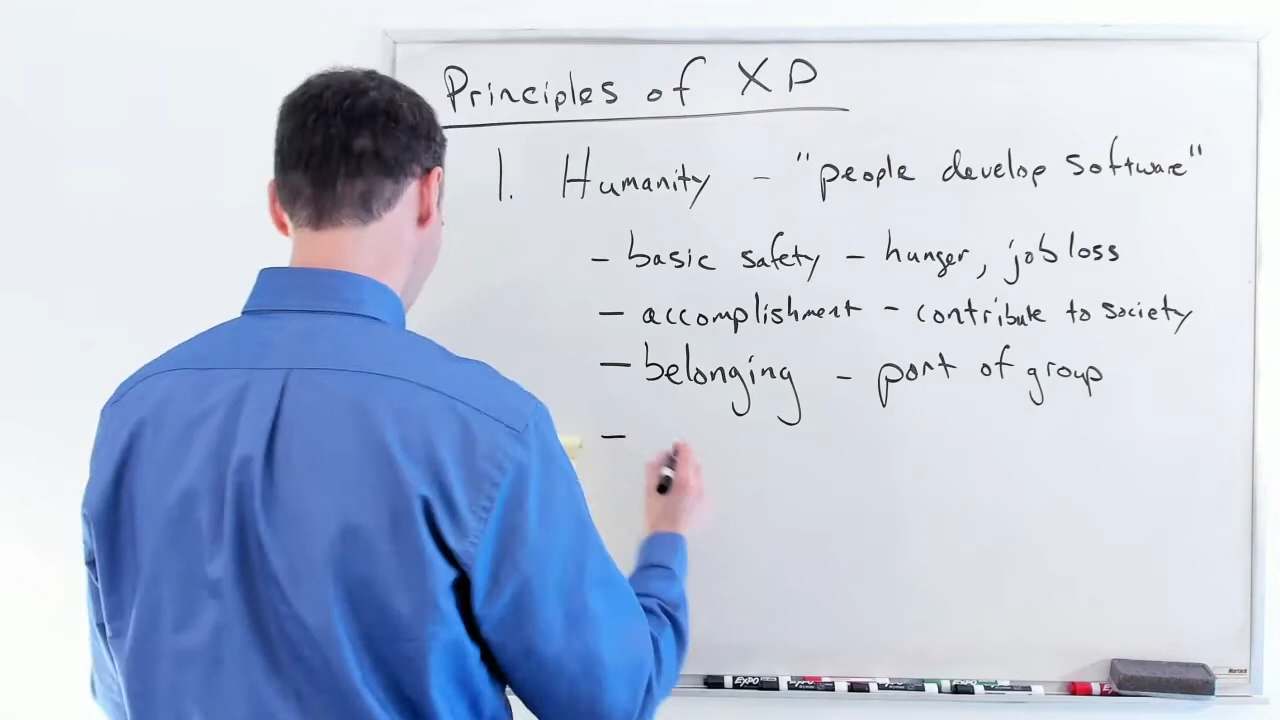 Principles of XP
1. Humanity - "people develop software"
- basic safety - hunger, job loss
- accomplishment - contribute to society
- belonging - part of group
-
EXPO